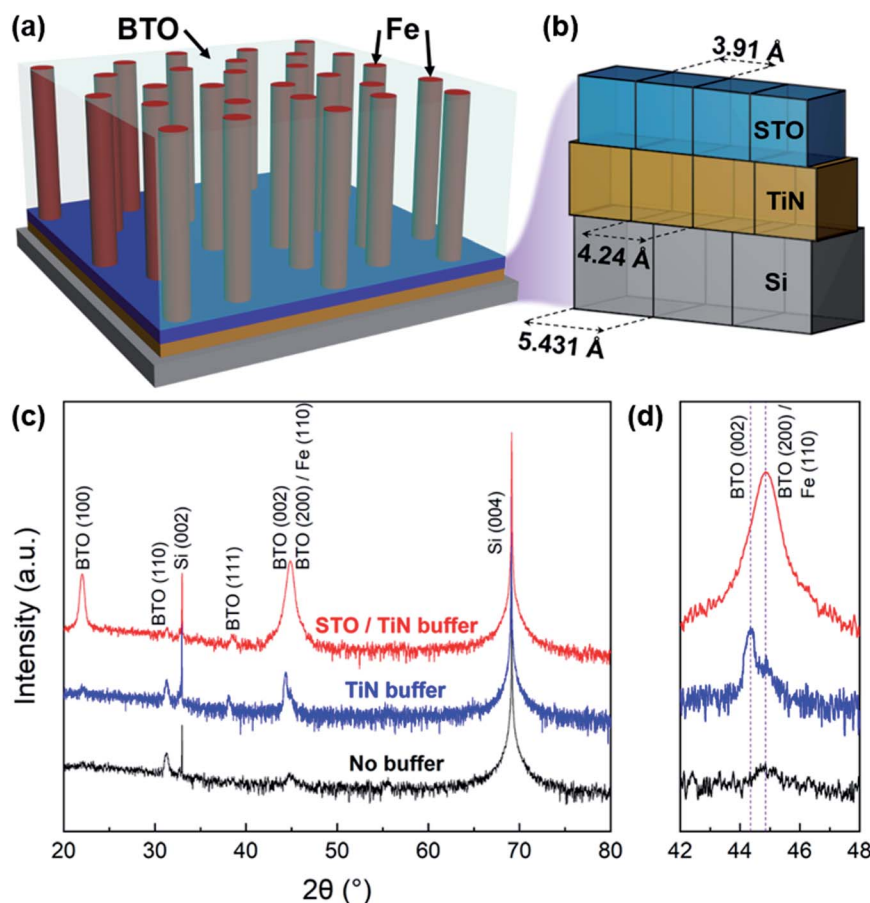 (a)
BTO
Fe
(b)
3.91 Å
STO
TiN
4.24 Å
Si
5.431 Å
(c)
Intensity (a.u.)
BTO (100)
BTO (110)
Si (002)
BTO (111)
BTO (002)
BTO (200) / Fe (110)
Si (004)
STO / TiN buffer
TiN buffer
No buffer
20 30 40 50 60 70 80
2θ (°)
(d)
BTO (002)
BTO (200) /
Fe (110)
42 44 46 48